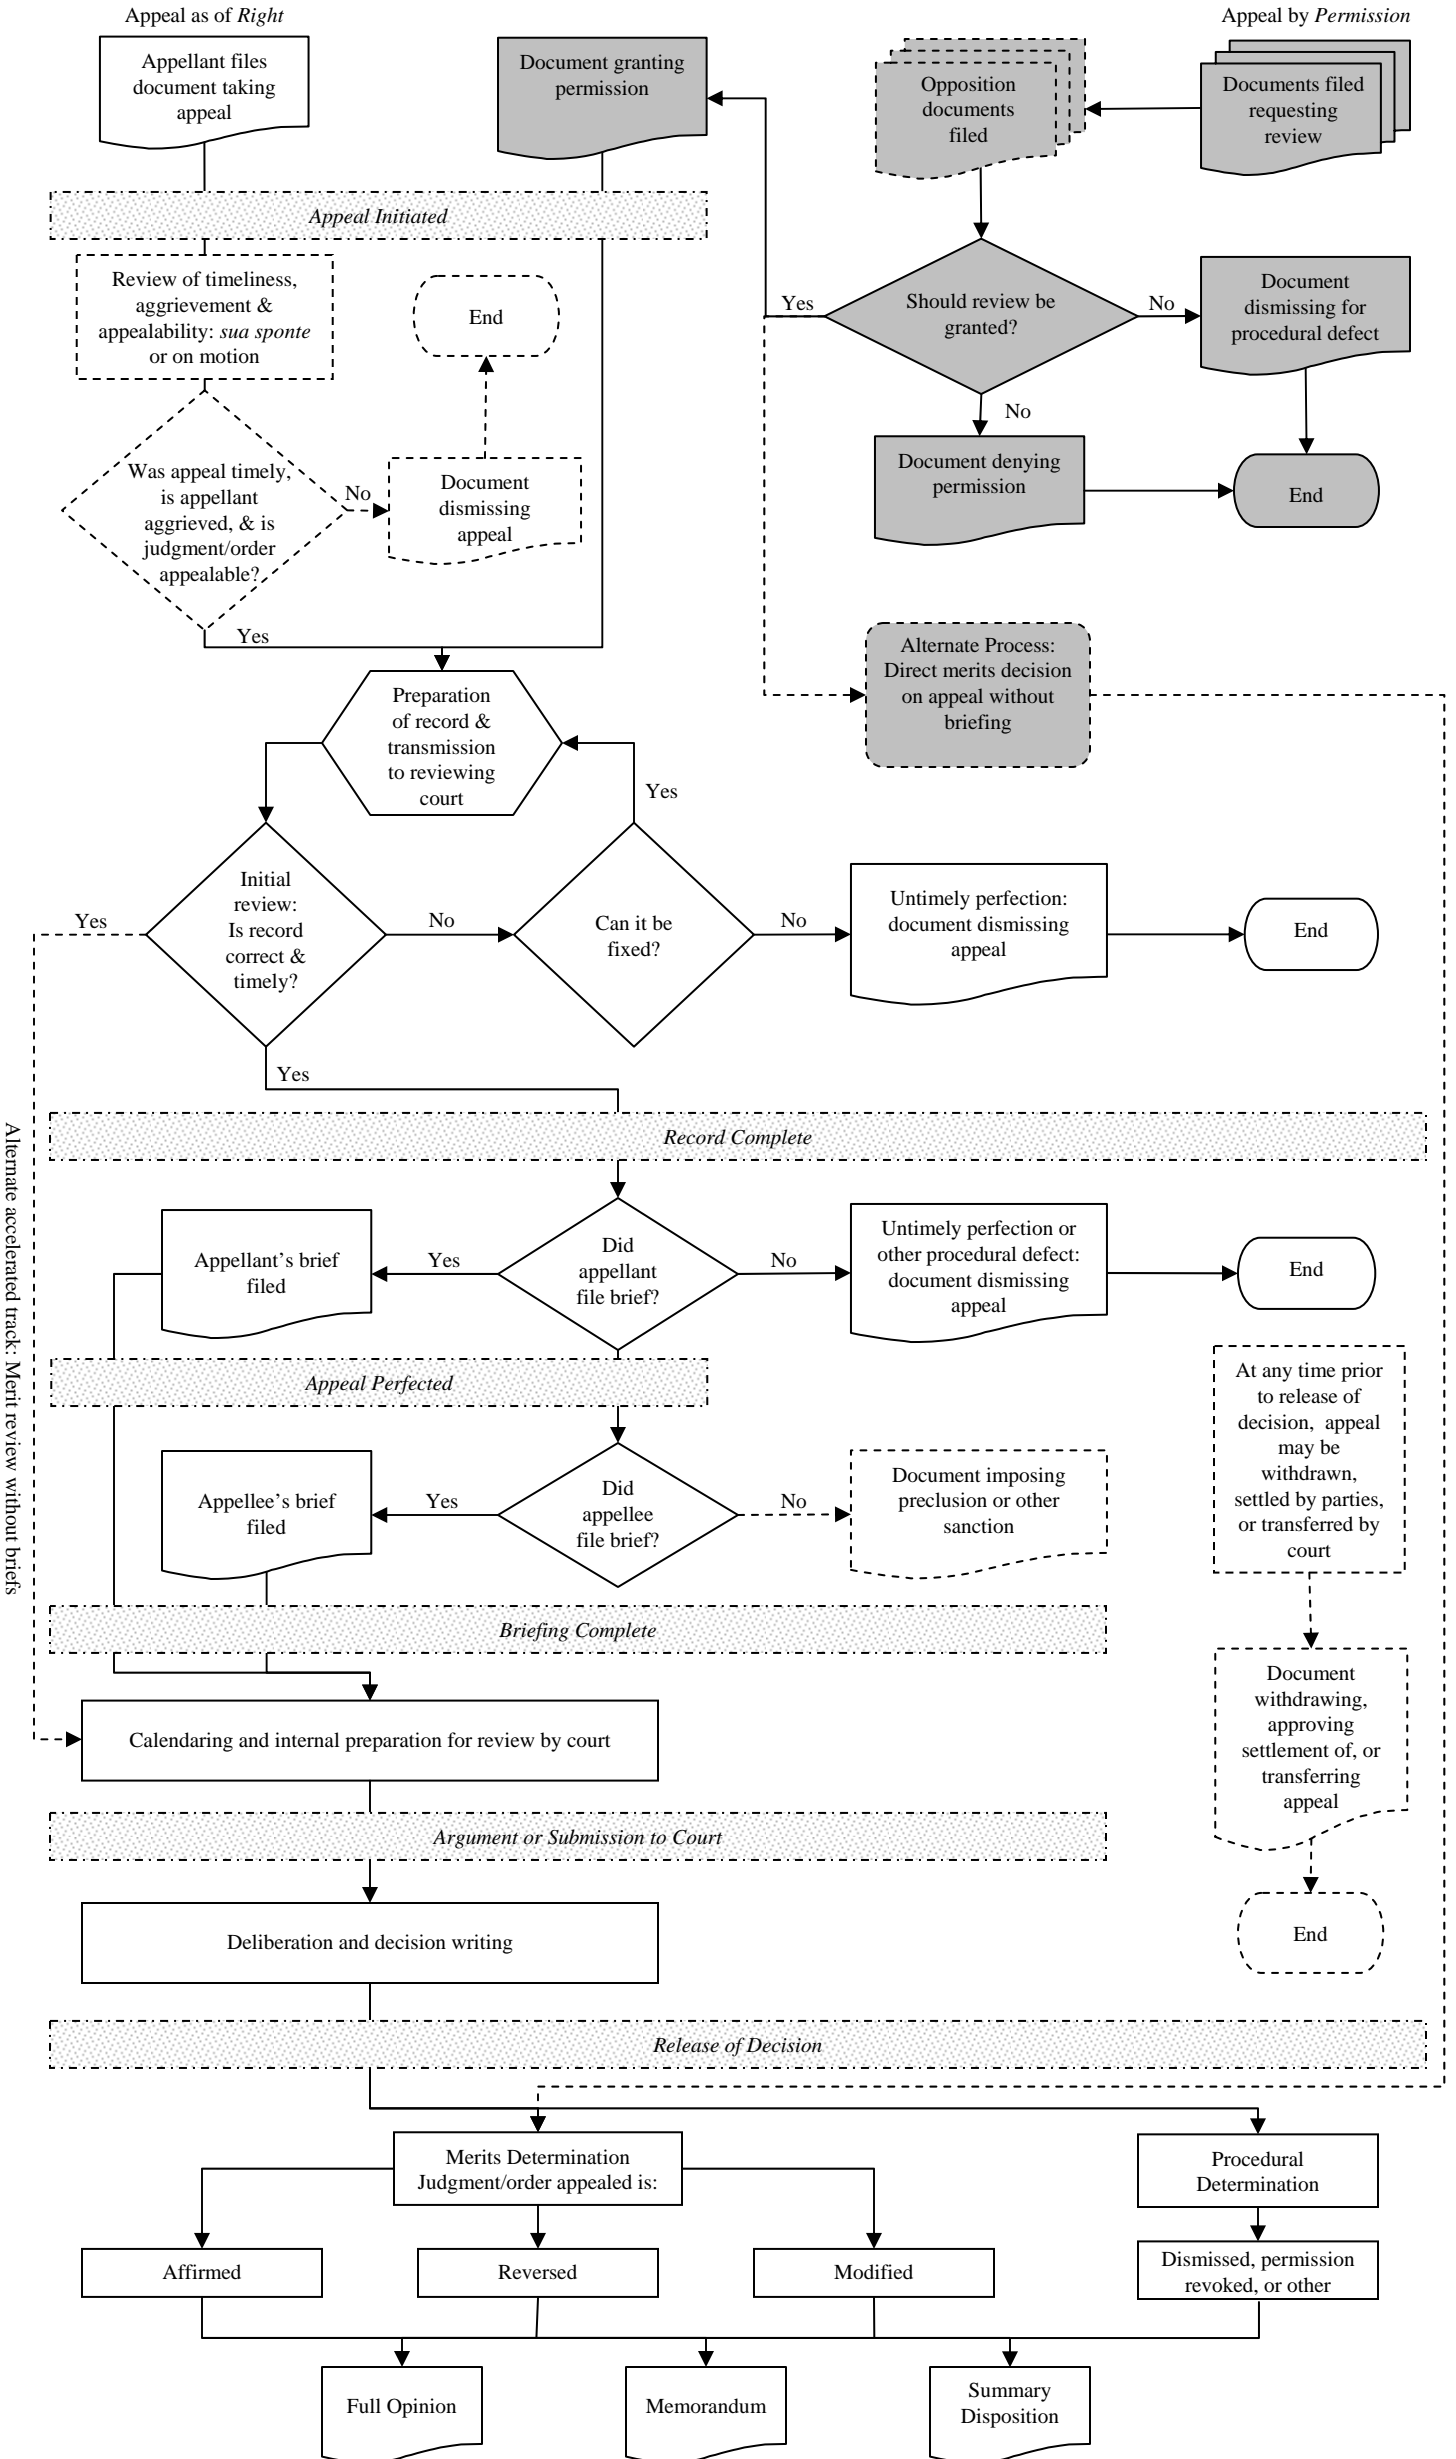 Appeal as of Right
Appeal by Permission
Appellant files
document taking
appeal
Document granting
permission
Opposition
documents
filed
Documents filed
requesting
review
Appeal Initiated
Review of timeliness,
aggrievement &
appealability: sua sponte
or on motion
End
Yes
Should review be
granted?
No
Document
dismissing for
procedural defect
No
Was appeal timely,
is appellant
aggrieved, & is
judgment/order
appealable?
No
Document
dismissing
appeal
Document denying
permission
End
Yes
Alternate Process:
Direct merits decision
on appeal without
briefing
Preparation
of record &
transmission
to reviewing
court
Yes
Yes
Initial
review:
Is record
correct &
timely?
No
Can it be
fixed?
No
Untimely perfection:
document dismissing
appeal
End
Yes
Alternate accelerated track: Merit review without briefs
Record Complete
Appellant’s brief
filed
Yes
Did
appellant
file brief?
No
Untimely perfection or
other procedural defect:
document dismissing
appeal
End
Appeal Perfected
At any time prior
to release of
decision, appeal
may be
withdrawn,
settled by parties,
or transferred by
court
Appellee’s brief
filed
Yes
Did
appellee
file brief?
No
Document imposing
preclusion or other
sanction
Briefing Complete
Document
withdrawing,
approving
settlement of, or
transferring
appeal
Calendaring and internal preparation for review by court
Argument or Submission to Court
Deliberation and decision writing
End
Release of Decision
Merits Determination
Judgment/order appealed is:
Procedural
Determination
Affirmed
Reversed
Modified
Dismissed, permission
revoked, or other
Full Opinion
Memorandum
Summary
Disposition